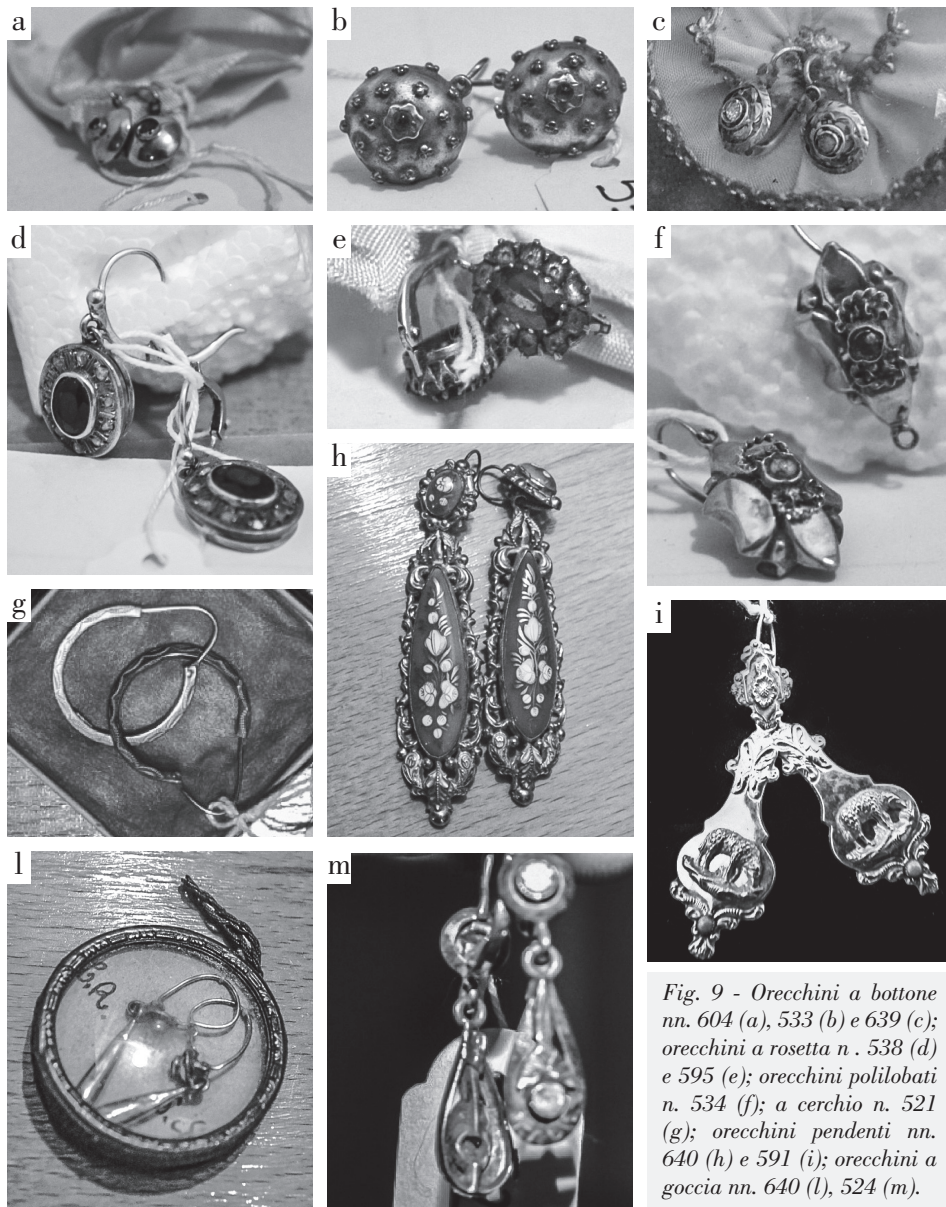 a
b
c
d
e
f
g
h
i
l
G.A.
m
Fig. 9 - Orecchini a bottone
nn. 604 (a), 533 (b) e 639 (c);
orecchini a rosetta n . 538 (d)
e 595 (e); orecchini polilobati
n. 534 (f); a cerchio n. 521
(g); orecchini pendenti nn.
640 (h) e 591 (i); orecchini a
goccia nn. 640 (l), 524 (m).